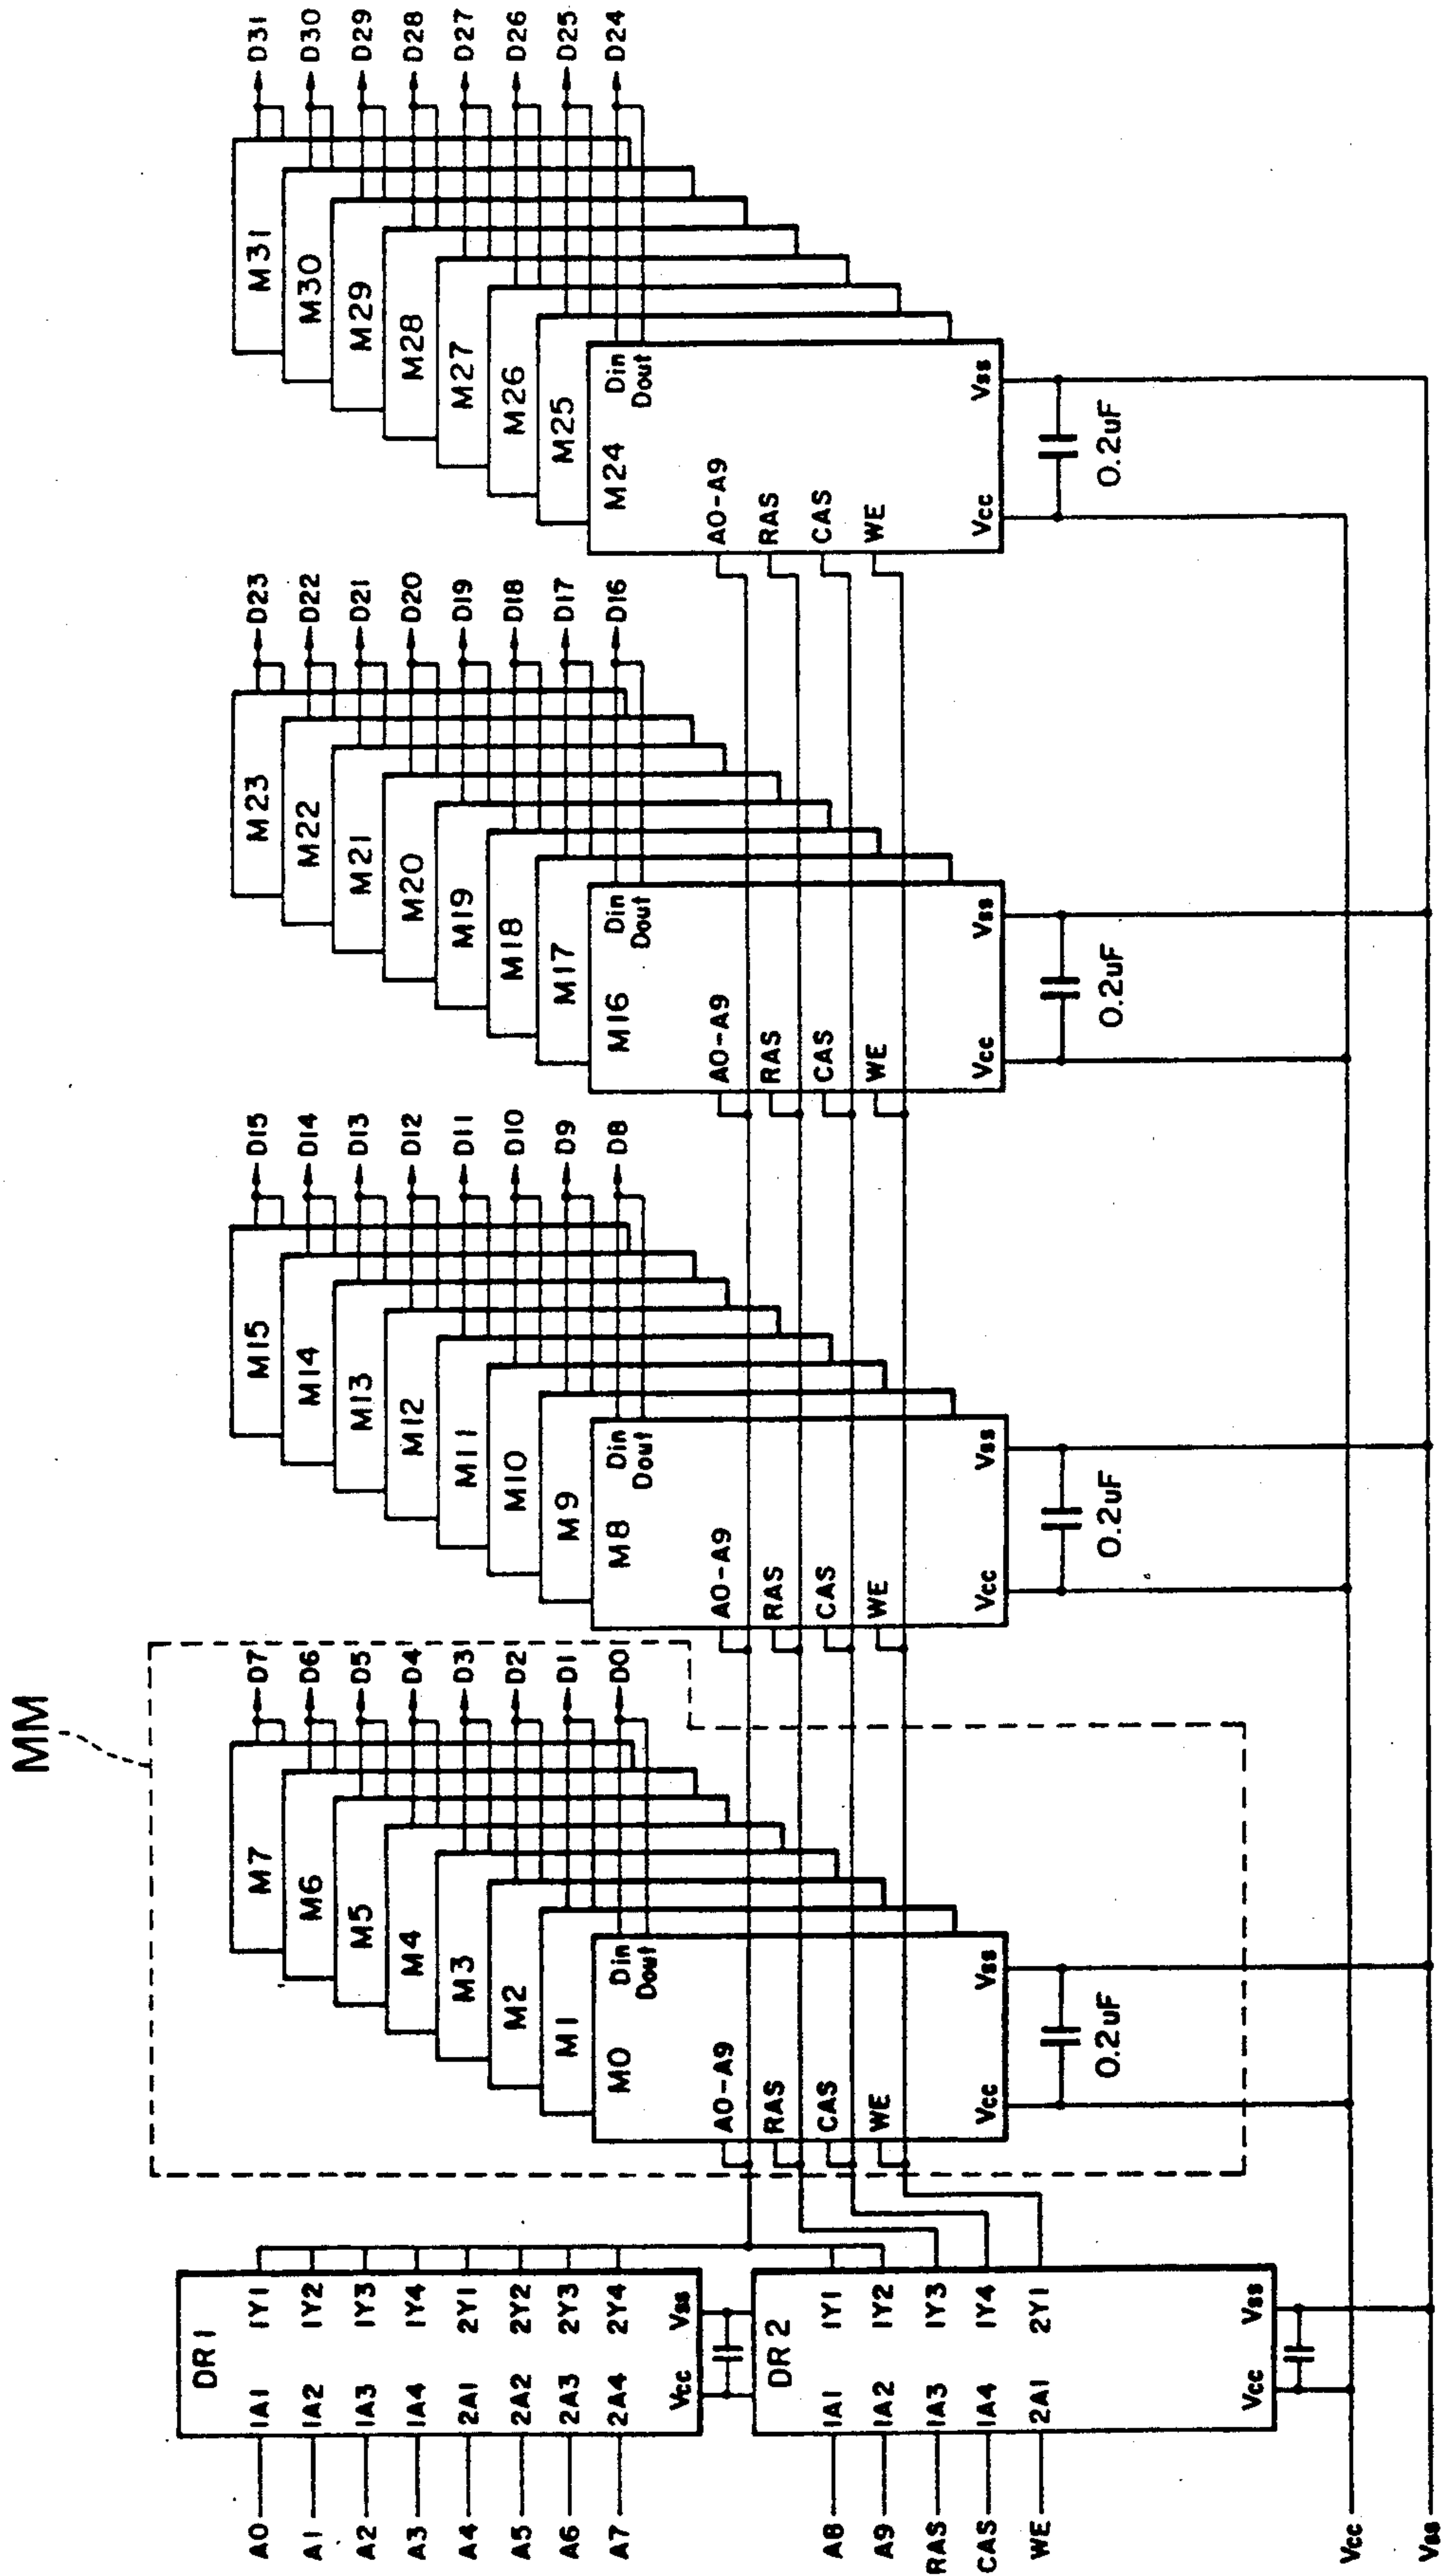 MM
A0
A1
A2
A3
A4
A5
A6
A7
A8
A9
RAS
CAS
WE
Vcc
Vss
DR1
1A1 1Y1
1A2 1Y2
1A3 1Y3
1A4 1Y4
2A1 2Y1
2A2 2Y2
2A3 2Y3
2A4 2Y4
Vcc Vss
DR2
1A1 1Y1
1A2 1Y2
1A3 1Y3
1A4 1Y4
2A1 2Y1
Vcc Vss
M7 D7
M6 D6
M5 D5
M4 D4
M3 D3
M2 D2
M1 D1
M0 Din D0
Dout
A0-A9
RAS
CAS
WE
Vcc Vss
0.2uF
M15 D15
M14 D14
M13 D13
M12 D12
M11 D11
M10 D10
M9 D9
M8 Din D8
Dout
A0-A9
RAS
CAS
WE
Vcc Vss
0.2uF
M23 D23
M22 D22
M21 D21
M20 D20
M19 D19
M18 D18
M17 D17
M16 Din D16
Dout
A0-A9
RAS
CAS
WE
Vcc Vss
0.2uF
M31 D31
M30 D30
M29 D29
M28 D28
M27 D27
M26 D26
M25 D25
M24 Din D24
Dout
A0-A9
RAS
CAS
WE
Vcc Vss
0.2uF